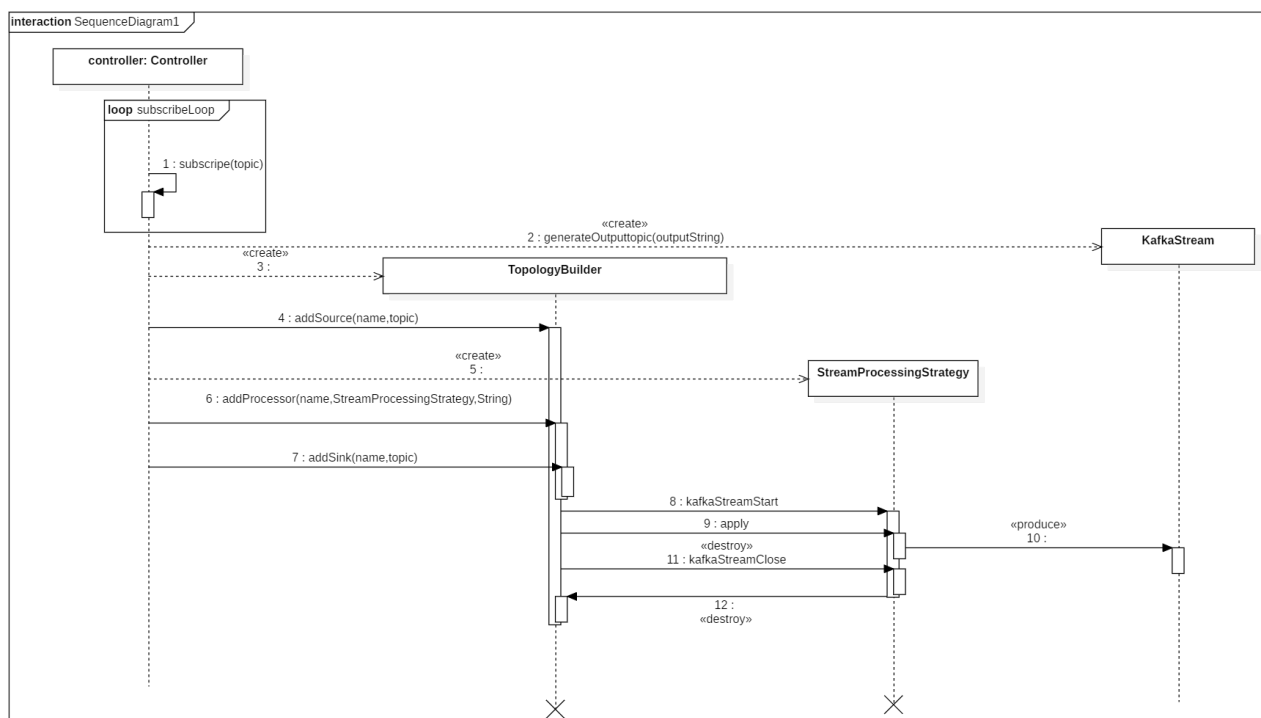 interaction SequenceDiagram1
controller: Controller
loop subscribeLoop
1 : subscripe(topic)
«create»
2 : generateOutputtopic(outputString)
KafkaStream
«create»
3 :
TopologyBuilder
4 : addSource(name,topic)
«create»
5 :
StreamProcessingStrategy
6 : addProcessor(name,StreamProcessingStrategy,String)
7 : addSink(name,topic)
8 : kafkaStreamStart
9 : apply
«produce»
10 :
«destroy»
11 : kafkaStreamClose
12 :
«destroy»